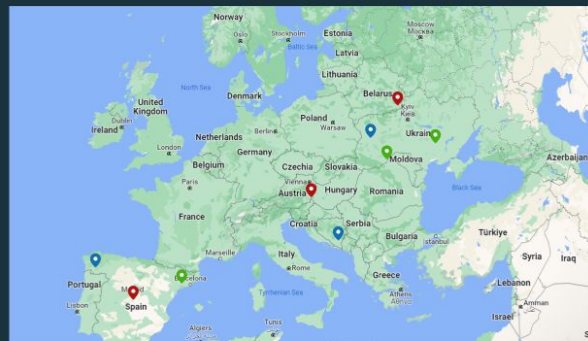 Norway
Oslo
Stockholm
Estonia
Moscow
Москва
Baltic Sea
Latvia
North Sea
Denmark
Lithuania
United
Kingdom
Dublin
Ireland
Belarus
Netherlands
Berlin
Poland
Warsaw
Kyiv
Київ
London
Germany
Ukrain
Belgium
Czechia
Slovakia
Paris
Vienna
Austria
Hungary
Moldova
France
Romania
Croatia
Serbia
Black Sea
Azerbaijan
Marseille
Italy
Bulgaria
Istanbul
Rome
Portugal
Barcelona
Spain
Lisbon
Tyrrhenian Sea
Greece
Athens
Αθήνα
Türkiye
Syria
Iraq
Lebanon
Algiers
Tunis
Israel
Amman